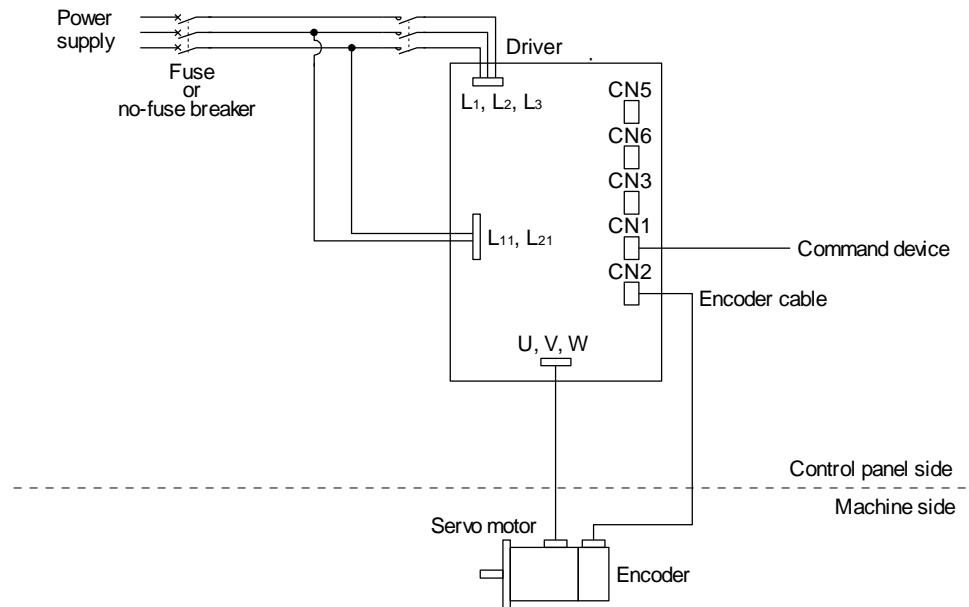 Power
supply
Fuse
or
no-fuse breaker
Driver
L1, L2, L3
CN5
CN6
CN3
L11, L21
CN1
Command device
CN2
Encoder cable
U, V, W
Control panel side
Machine side
Servo motor
Encoder